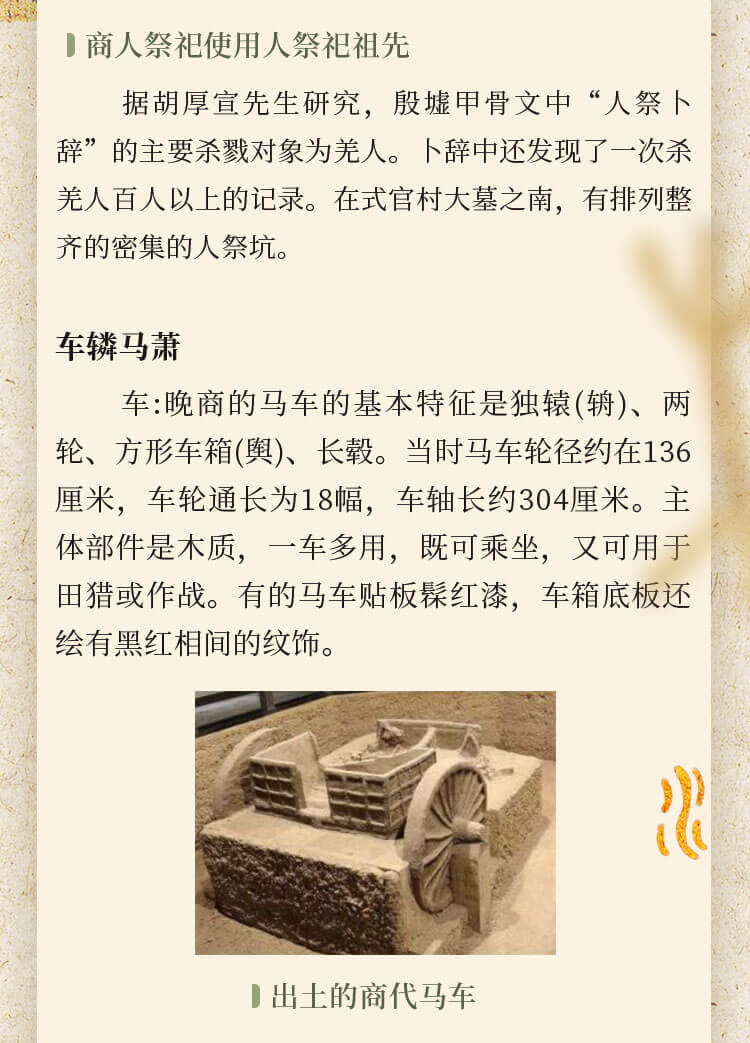 商人祭祀使用人祭祀祖先
据胡厚宣先生研究，殷墟甲骨文中“人祭卜
辞”的主要杀戮对象为羌人。卜辞中还发现了一次杀
羌人百人以上的记录。在式官村大墓之南，有排列整
齐的密集的人祭坑。
车辚马萧
车:晚商的马车的基本特征是独辕(辀)、两
轮、方形车箱(舆)、长毂。当时马车轮径约在136
厘米，车轮通长为18幅，车轴长约304厘米。主
体部件是木质，一车多用，既可乘坐，又可用于
田猎或作战。有的马车贴板髹红漆，车箱底板还
绘有黑红相间的纹饰。
出土的商代马车